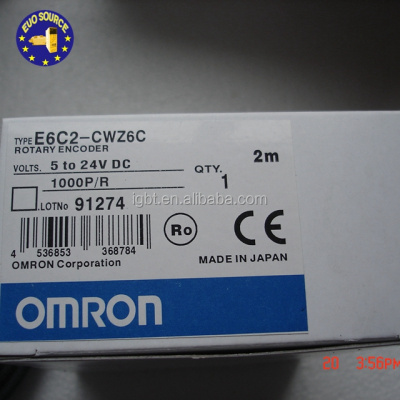 EUO SOURCE
TYPE E6C2-CWZ6C
ROTARY ENCODER
VOLTS. 5 to 24V DC
QTY. 2m
1000P/R 1
LOTNo 91274
igbt.en.alibaba.com
4 536853 368784
Ro CE
OMRON Corporation MADE IN JAPAN
OMRON
20 3:56PM